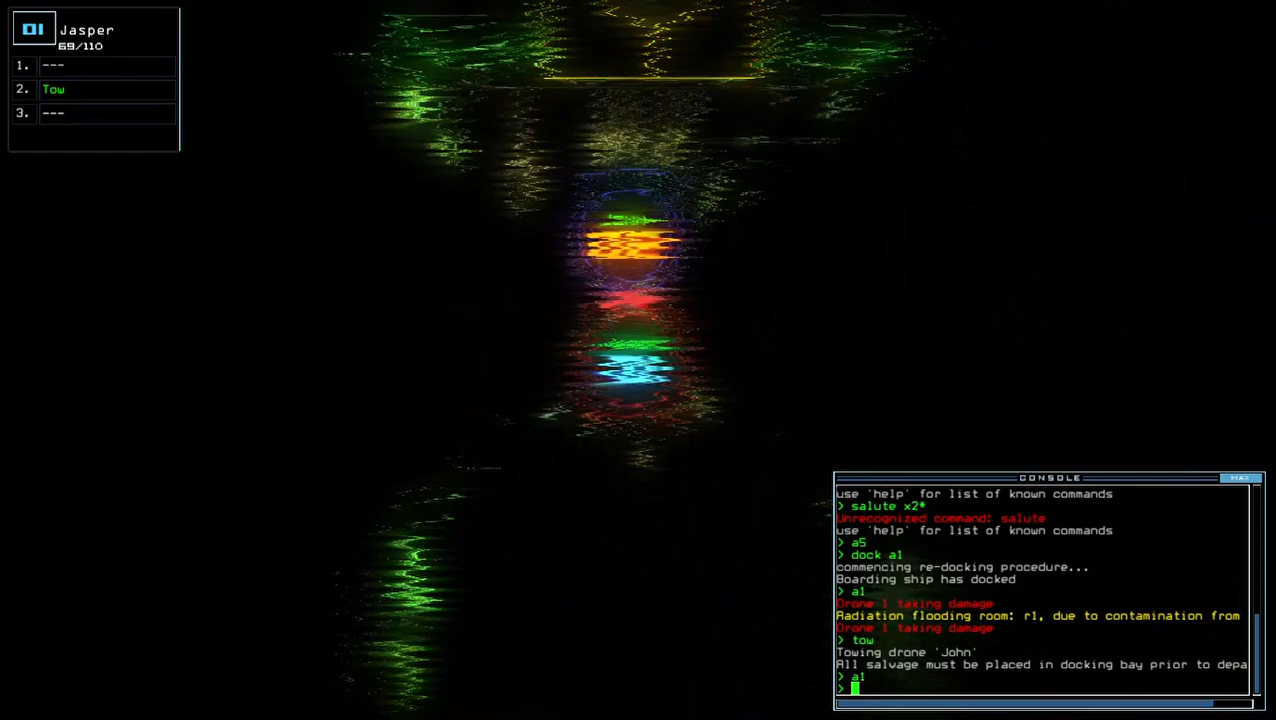 01 Jasper
69/110
1. ---
2. Tow
3. ---
CONSOLE MAX
use 'help' for list of known commands
> salute x2*
Unrecognized command: salute
use 'help' for list of known commands
> a5
> dock a1
commencing re-docking procedure...
Boarding ship has docked
> a1
Drone 1 taking damage
Radiation flooding room: r1, due to contamination from
Drone 1 taking damage
> tow
Towing drone 'John'
All salvage must be placed in docking bay prior to depa
> a1
>